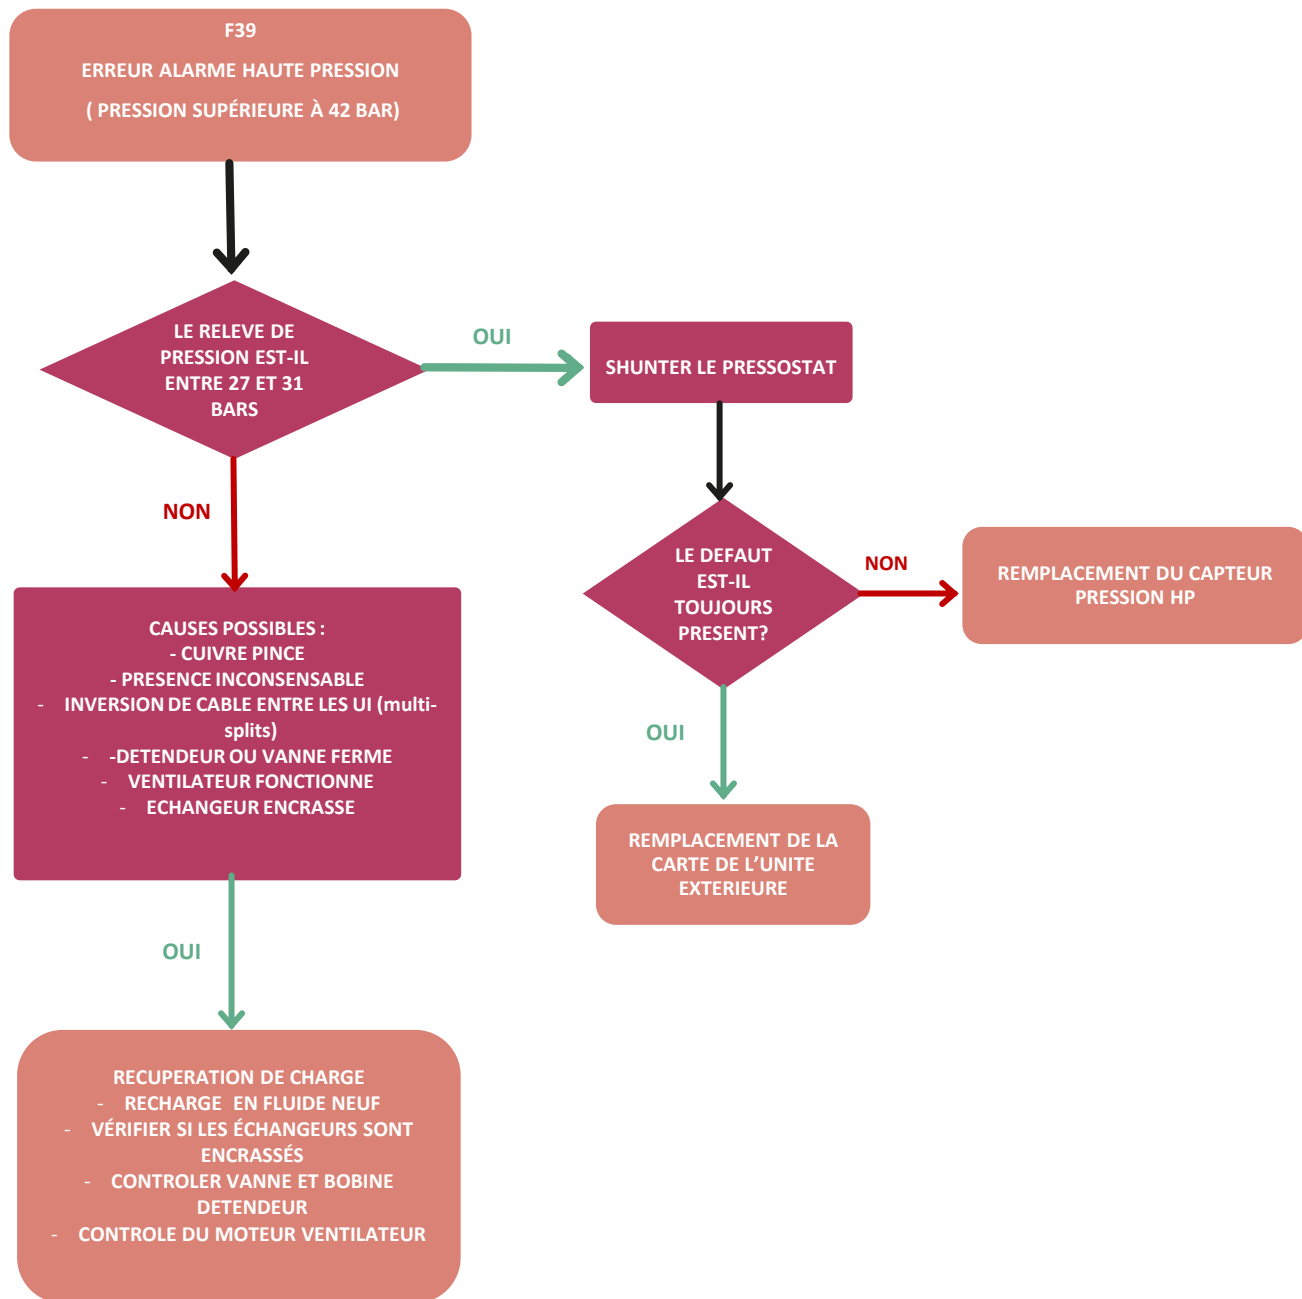 F39
ERREUR ALARME HAUTE PRESSION
( PRESSION SUPÉRIEURE À 42 BAR)
LE RELEVE DE
PRESSION EST-IL
ENTRE 27 ET 31
BARS
OUI
SHUNTER LE PRESSOSTAT
NON
LE DEFAUT
EST-IL
TOUJOURS
PRESENT?
NON
REMPLACEMENT DU CAPTEUR
PRESSION HP
CAUSES POSSIBLES :
- CUIVRE PINCE
- PRESENCE INCONSENSABLE
- INVERSION DE CABLE ENTRE LES UI (multi-
splits)
- -DETENDEUR OU VANNE FERME
- VENTILATEUR FONCTIONNE
- ECHANGEUR ENCRASSE
OUI
REMPLACEMENT DE LA
CARTE DE L’UNITE
EXTERIEURE
OUI
RECUPERATION DE CHARGE
- RECHARGE EN FLUIDE NEUF
- VÉRIFIER SI LES ÉCHANGEURS SONT
ENCRASSÉS
- CONTROLER VANNE ET BOBINE
DETENDEUR
- CONTROLE DU MOTEUR VENTILATEUR